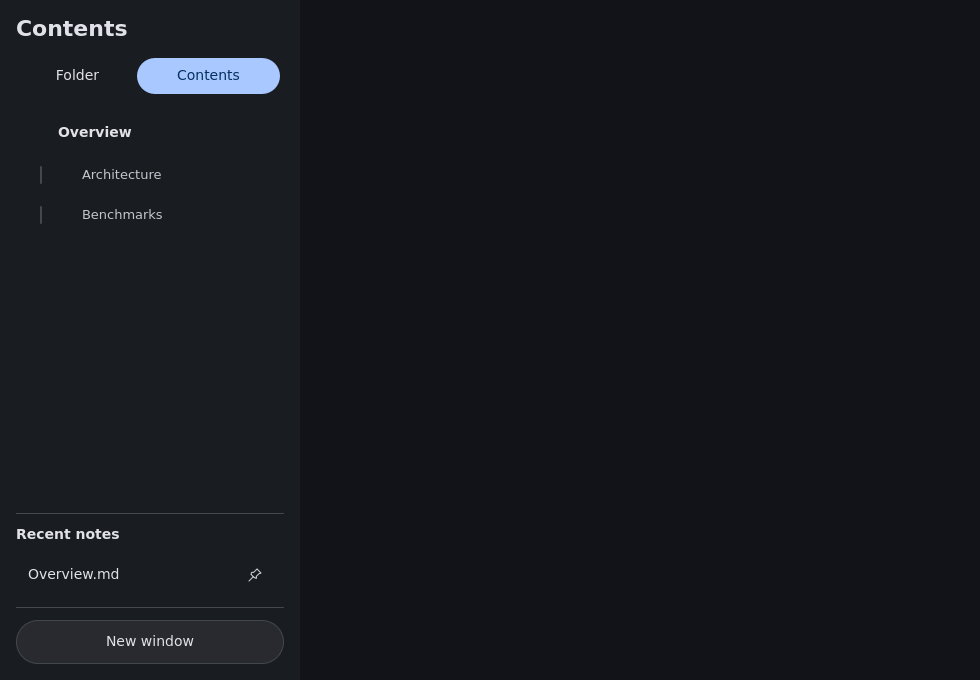 Contents
Folder
Contents
Overview
Architecture
Benchmarks
Recent notes
Overview.md
New window